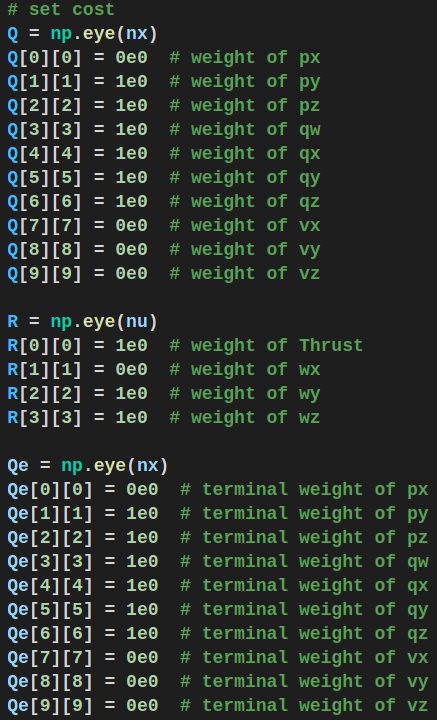 # set cost
Q = np.eye(nx)
Q[0][0] = 0e0  # weight of px
Q[1][1] = 1e0  # weight of py
Q[2][2] = 1e0  # weight of pz
Q[3][3] = 1e0  # weight of qw
Q[4][4] = 1e0  # weight of qx
Q[5][5] = 1e0  # weight of qy
Q[6][6] = 1e0  # weight of qz
Q[7][7] = 0e0  # weight of vx
Q[8][8] = 0e0  # weight of vy
Q[9][9] = 0e0  # weight of vz

R = np.eye(nu)
R[0][0] = 1e0  # weight of Thrust
R[1][1] = 0e0  # weight of wx
R[2][2] = 1e0  # weight of wy
R[3][3] = 1e0  # weight of wz

Qe = np.eye(nx)
Qe[0][0] = 0e0  # terminal weight of px
Qe[1][1] = 1e0  # terminal weight of py
Qe[2][2] = 1e0  # terminal weight of pz
Qe[3][3] = 1e0  # terminal weight of qw
Qe[4][4] = 1e0  # terminal weight of qx
Qe[5][5] = 1e0  # terminal weight of qy
Qe[6][6] = 1e0  # terminal weight of qz
Qe[7][7] = 0e0  # terminal weight of vx
Qe[8][8] = 0e0  # terminal weight of vy
Qe[9][9] = 0e0  # terminal weight of vz